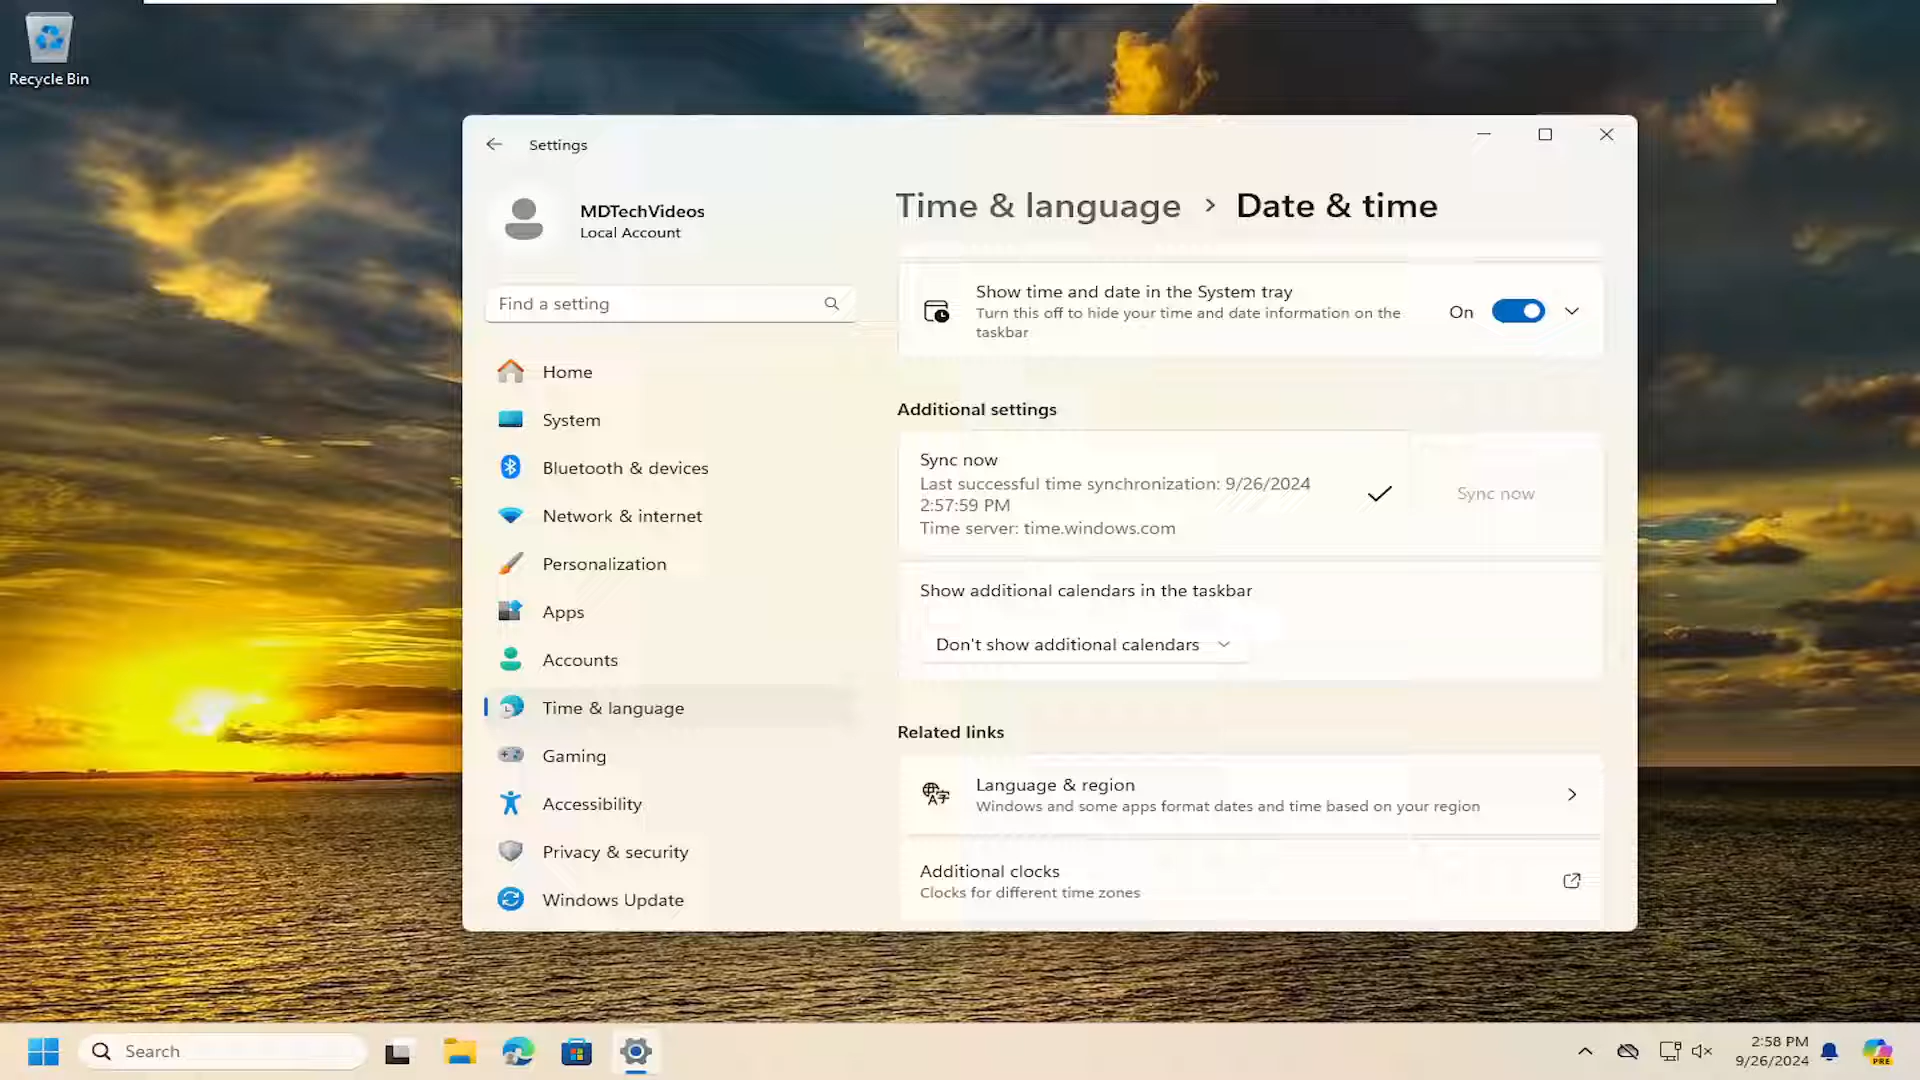 Recycle Bin
Settings
MDTechVideos
Local Account
Find a setting
Home
System
Bluetooth & devices
Network & internet
Personalization
Apps
Accounts
Time & language
Gaming
Accessibility
Privacy & security
Windows Update
Time & language > Date & time
Show time and date in the System tray
Turn this off to hide your time and date information on the
taskbar
On
Additional settings
Sync now
Last successful time synchronization: 9/26/2024
2:57:59 PM
Time server: time.windows.com
Sync now
Show additional calendars in the taskbar
Don't show additional calendars
Related links
Language & region
Windows and some apps format dates and time based on your region
Additional clocks
Clocks for different time zones
Search
2:58 PM
9/26/2024
PRE